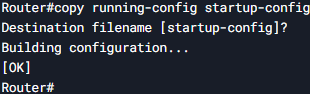 Router#copy running-config startup-config
Destination filename [startup-config]?
Building configuration...
[OK]
Router#